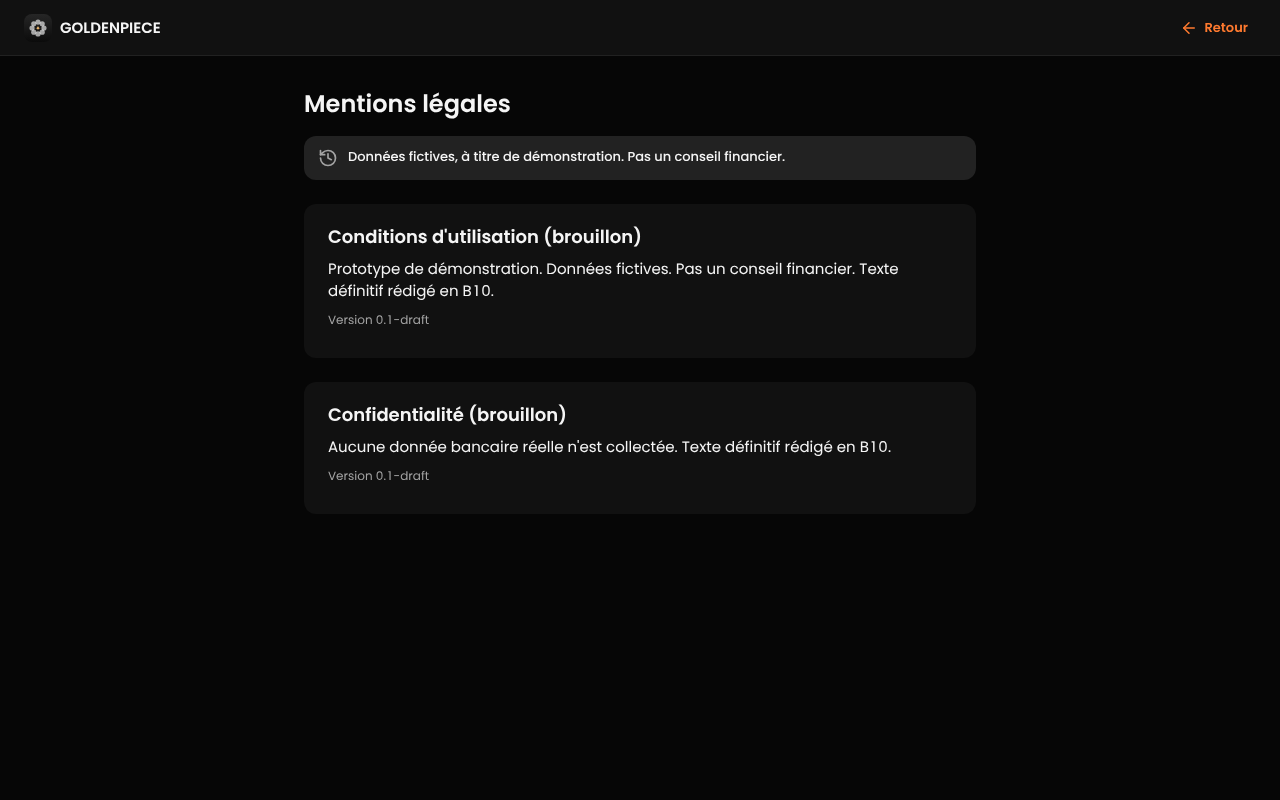 GOLDENPIECE
Retour
Mentions légales
Données fictives, à titre de démonstration. Pas un conseil financier.
Conditions d'utilisation (brouillon)
Prototype de démonstration. Données fictives. Pas un conseil financier. Texte
définitif rédigé en B10.
Version 0.1-draft
Confidentialité (brouillon)
Aucune donnée bancaire réelle n'est collectée. Texte définitif rédigé en B10.
Version 0.1-draft